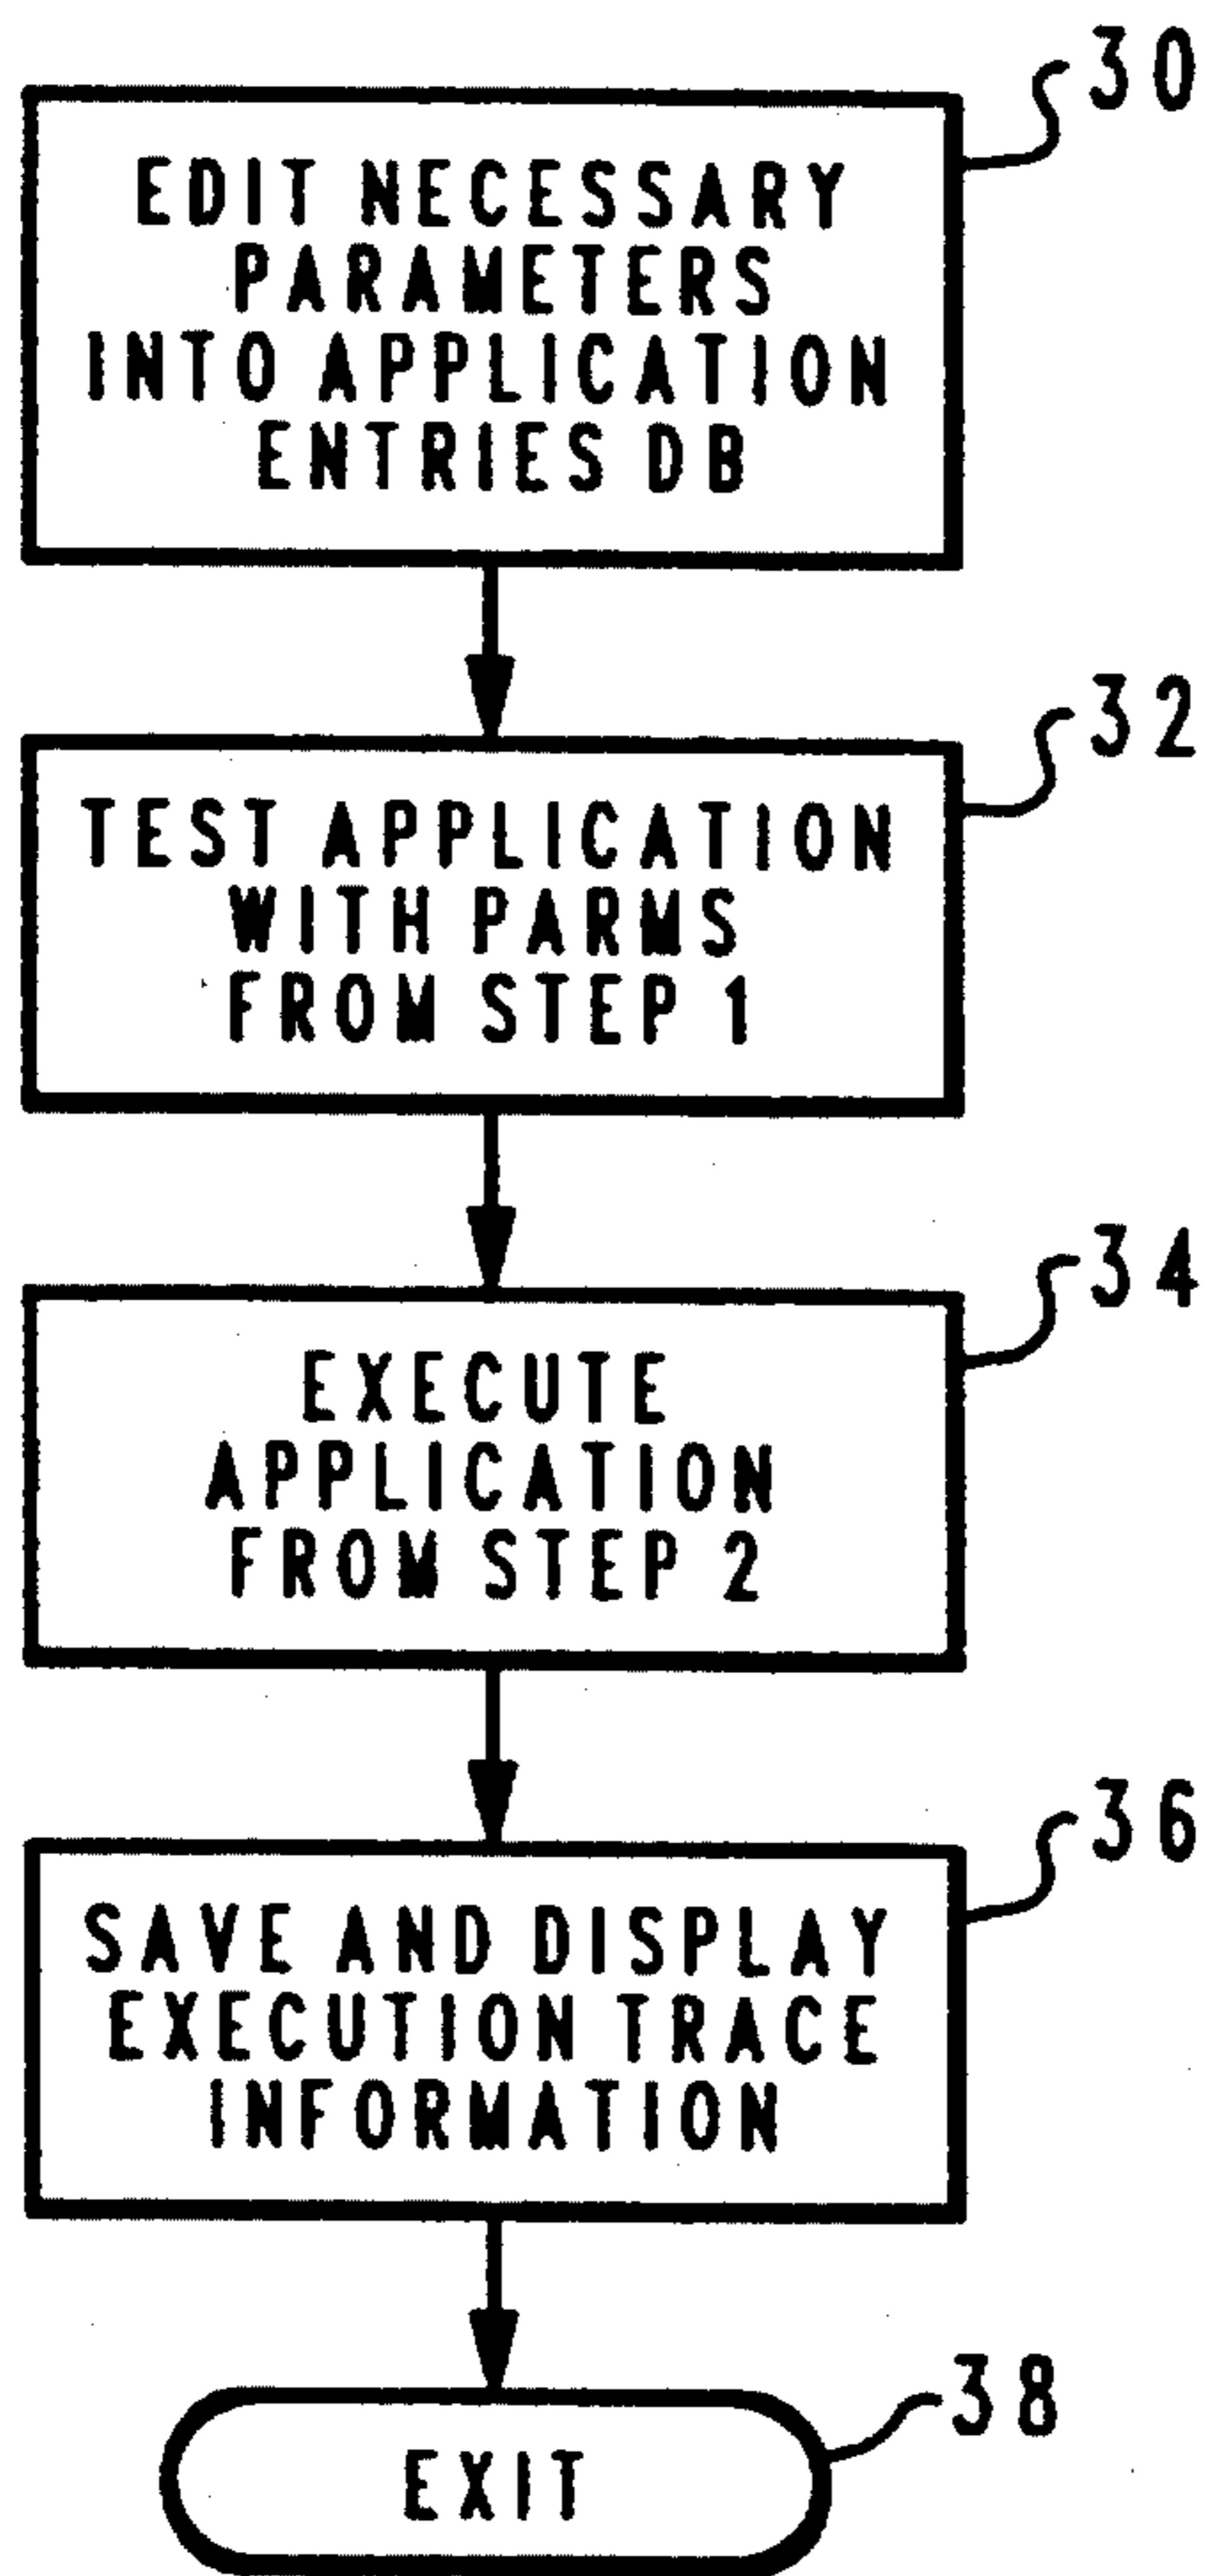 30
EDIT NECESSARY
PARAMETERS
INTO APPLICATION
ENTRIES DB
32
TEST APPLICATION
WITH PARMS
FROM STEP 1
34
EXECUTE
APPLICATION
FROM STEP 2
36
SAVE AND DISPLAY
EXECUTION TRACE
INFORMATION
38
EXIT